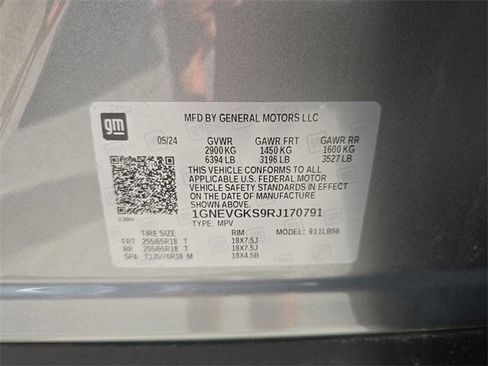 gm
MFD BY GENERAL MOTORS LLC
05/24 GVWR GAWR FRT GAWR RR
2900 KG 1450 KG 1600 KG
6394 LB 3196 LB 3527 LB
THIS VEHICLE CONFORMS TO ALL
APPLICABLE U.S. FEDERAL MOTOR
VEHICLE SAFETY STANDARDS IN EFFECT
ON THE DATE OF MANUFACTURE
SHOWN ABOVE.
1GNEVGKS9RJ170791
TYPE: MPV
TIRE SIZE RIM MODEL: 911LB56
FRT 255/65R18 T 18X7.5J
RR 255/65R18 T 18X7.5J
SPA T135/70R18 M 18X4.5B